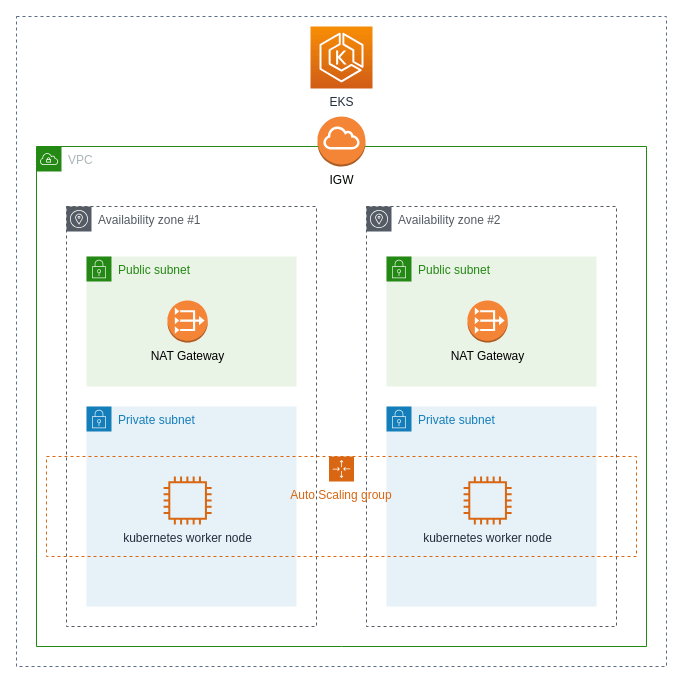 EKS
IGW
VPC
Availability zone #1
Availability zone #2
Public subnet
Public subnet
NAT Gateway
NAT Gateway
Private subnet
Private subnet
Auto Scaling group
kubernetes worker node
kubernetes worker node